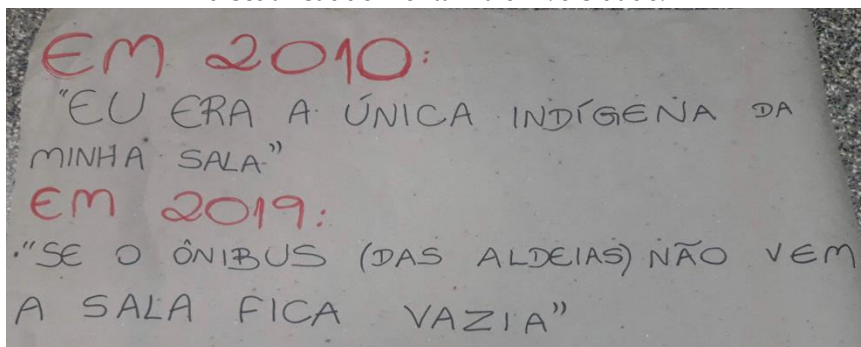 EM 2010:
"EU ERA A ÚNICA INDÍGENA DA
MINHA SALA."
EM 2019:
"SE O ÔNIBUS (DAS ALDEIAS) NÃO VEM
A SALA FICA VAZIA"